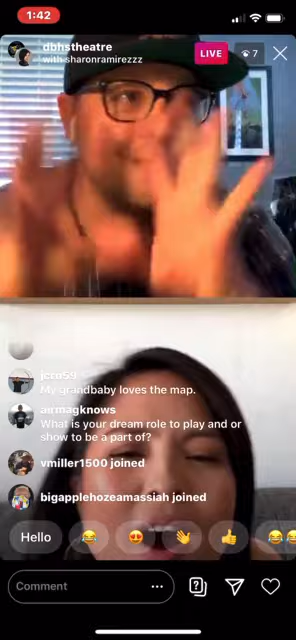 1:42
dbhstheatre
with sharonramirezzz
LIVE
7
jcro59
My grandbaby loves the map.
airmagknows
What is your dream role to play and or
show to be a part of?
vmiller1500 joined
bigapplehozeamassiah joined
Hello
Comment